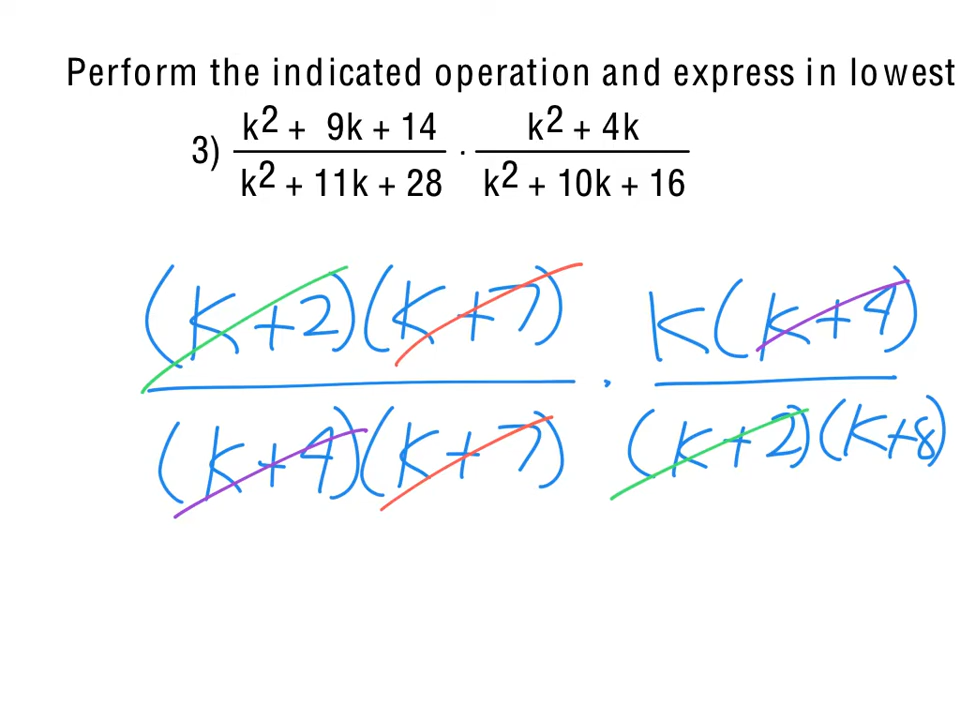 Perform the indicated operation and express in lowest
3) k² + 9k + 14 / k² + 11k + 28 · k² + 4k / k² + 10k + 16
(k+2)(k+7) / (k+4)(k+7) · k(k+4) / (k+2)(k+8)